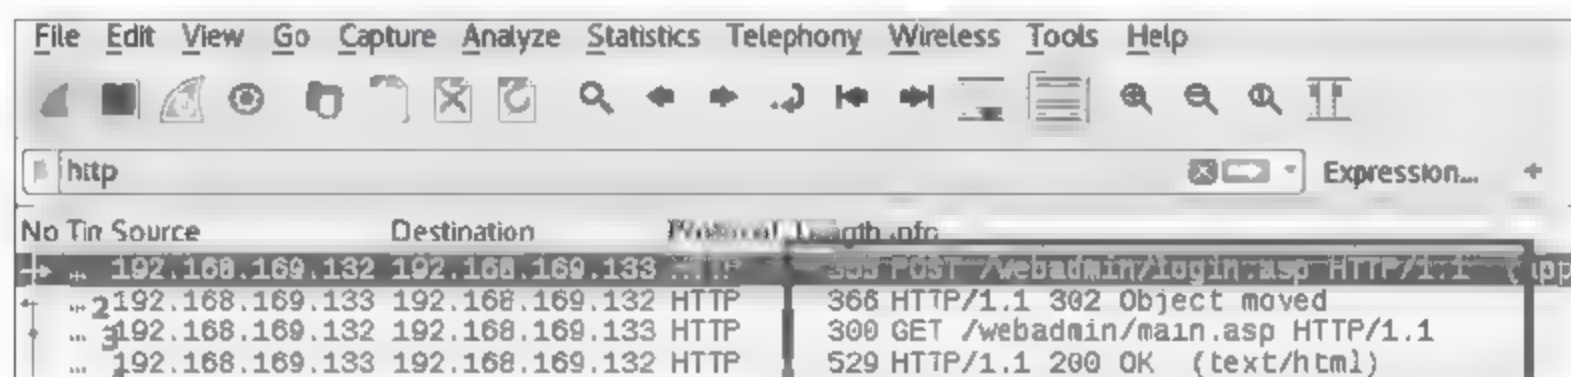 File Edit View Go Capture Analyze Statistics Telephony Wireless Tools Help
http Expression... +
No Tin Source Destination
... 192.168.169.132 192.168.169.133 POST /webadmin/login.asp HTTP/1.1 (app
... 2 192.168.169.133 192.168.169.132 HTTP 366 HTTP/1.1 302 Object moved
... 3 192.168.169.132 192.168.169.133 HTTP 300 GET /webadmin/main.asp HTTP/1.1
... 192.168.169.133 192.168.169.132 HTTP 529 HTTP/1.1 200 OK (text/html)